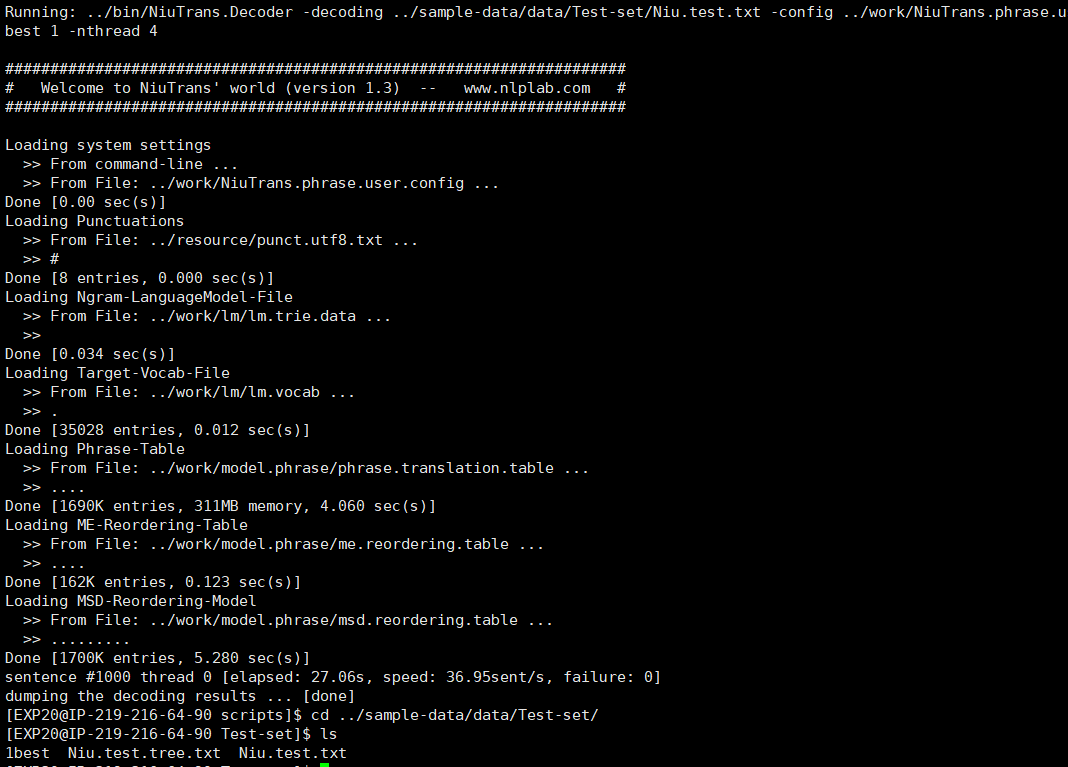 Running: ../bin/NiuTrans.Decoder -decoding ../sample-data/data/Test-set/Niu.test.txt -config ../work/NiuTrans.phrase.u
best 1 -nthread 4
#####################################################################
#   Welcome to NiuTrans' world (version 1.3)  --   www.nlplab.com   #
#####################################################################
Loading system settings
  >> From command-line ...
  >> From File: ../work/NiuTrans.phrase.user.config ...
Done [0.00 sec(s)]
Loading Punctuations
  >> From File: ../resource/punct.utf8.txt ...
  >> #
Done [8 entries, 0.000 sec(s)]
Loading Ngram-LanguageModel-File
  >> From File: ../work/lm/lm.trie.data ...
  >>
Done [0.034 sec(s)]
Loading Target-Vocab-File
  >> From File: ../work/lm/lm.vocab ...
  >> .
Done [35028 entries, 0.012 sec(s)]
Loading Phrase-Table
  >> From File: ../work/model.phrase/phrase.translation.table ...
  >> ....
Done [1690K entries, 311MB memory, 4.060 sec(s)]
Loading ME-Reordering-Table
  >> From File: ../work/model.phrase/me.reordering.table ...
  >> ....
Done [162K entries, 0.123 sec(s)]
Loading MSD-Reordering-Model
  >> From File: ../work/model.phrase/msd.reordering.table ...
  >> .........
Done [1700K entries, 5.280 sec(s)]
sentence #1000 thread 0 [elapsed: 27.06s, speed: 36.95sent/s, failure: 0]
dumping the decoding results ... [done]
[EXP20@IP-219-216-64-90 scripts]$ cd ../sample-data/data/Test-set/
[EXP20@IP-219-216-64-90 Test-set]$ ls
1best  Niu.test.tree.txt  Niu.test.txt